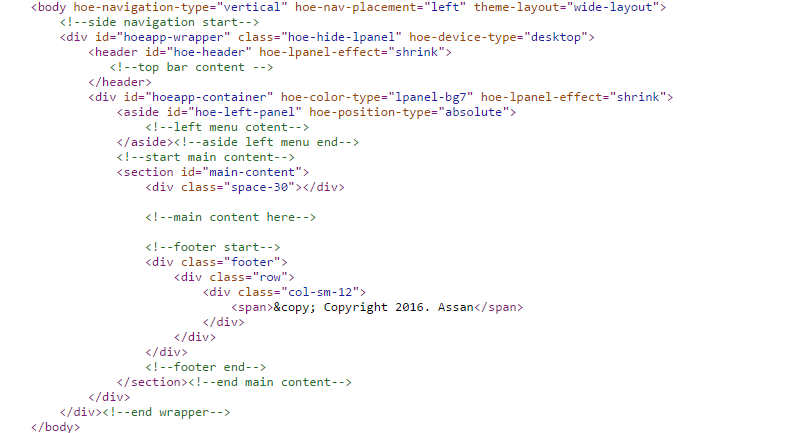 <body hoe-navigation-type="vertical" hoe-nav-placement="left" theme-layout="wide-layout">
<!--side navigation start-->
<div id="hoeapp-wrapper" class="hoe-hide-lpanel" hoe-device-type="desktop">
<header id="hoe-header" hoe-lpanel-effect="shrink">
<!--top bar content -->
</header>
<div id="hoeapp-container" hoe-color-type="lpanel-bg7" hoe-lpanel-effect="shrink">
<aside id="hoe-left-panel" hoe-position-type="absolute">
<!--left menu cotent-->
</aside><!--aside left menu end-->
<!--start main content-->
<section id="main-content">
<div class="space-30"></div>
<!--main content here-->
<!--footer start-->
<div class="footer">
<div class="row">
<div class="col-sm-12">
<span>&copy; Copyright 2016. Assan</span>
</div>
</div>
</div>
<!--footer end-->
</section><!--end main content-->
</div>
</div><!--end wrapper-->
</body>